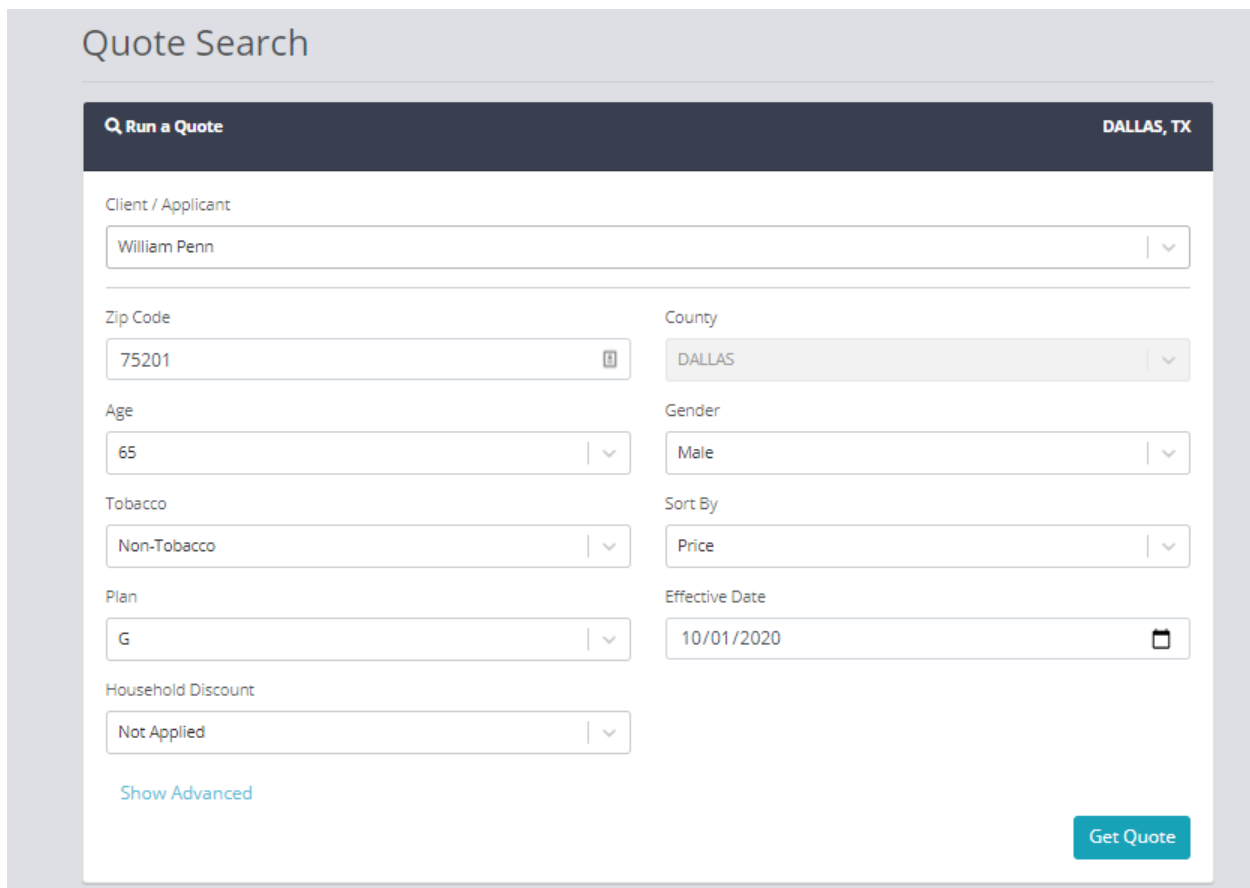 Quote Search
Run a Quote DALLAS, TX
Client / Applicant
William Penn
Zip Code County
75201 DALLAS
Age Gender
65 Male
Tobacco Sort By
Non-Tobacco Price
Plan Effective Date
G 10/01/2020
Household Discount
Not Applied
Show Advanced
Get Quote